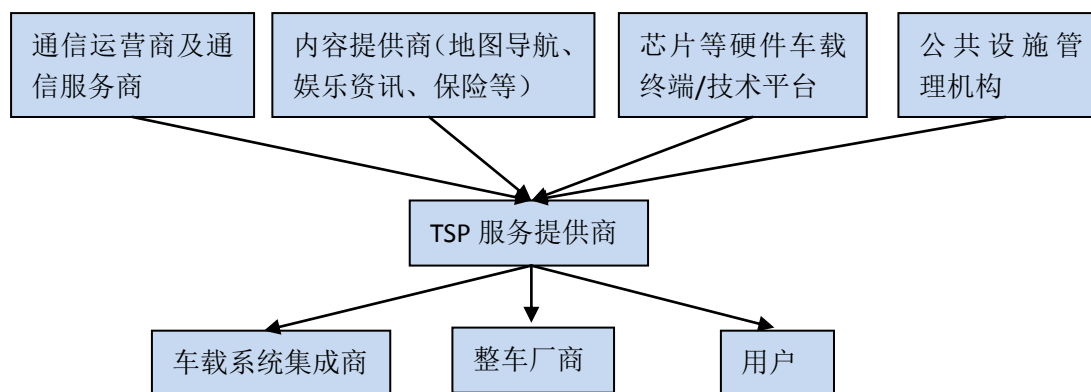 通信运营商及通
信服务商
内容提供商（地图导航、
娱乐资讯、保险等）
芯片等硬件车载
终端/技术平台
公共设施管
理机构
TSP 服务提供商
车载系统集成商
整车厂商
用户